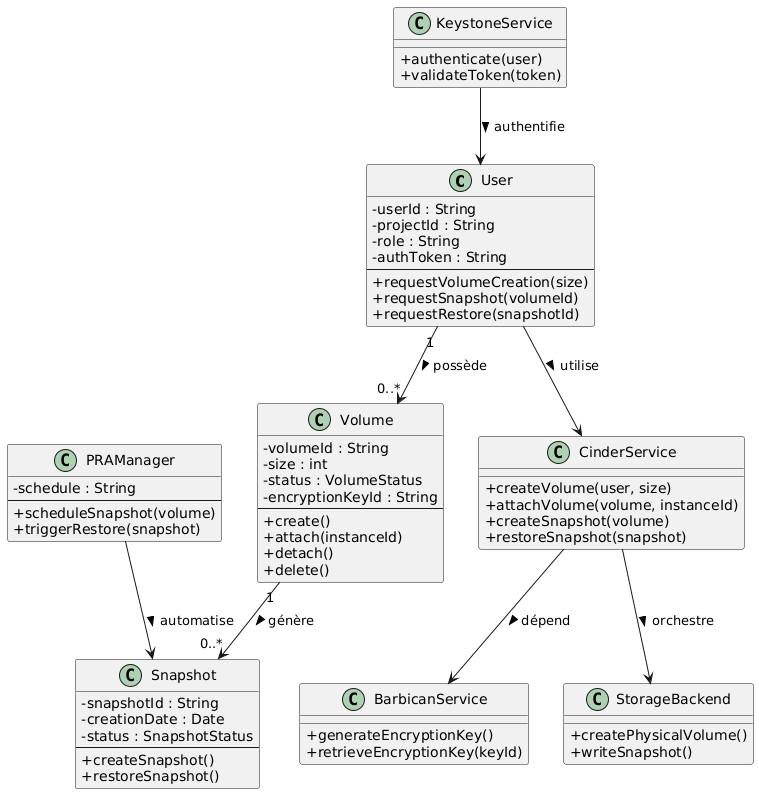 C KeystoneService
+authenticate(user)
+validateToken(token)
authentifie
C User
-userId : String
-projectId : String
-role : String
-authToken : String
+requestVolumeCreation(size)
+requestSnapshot(volumeId)
+requestRestore(snapshotId)
1
possède
0..*
utilise
C Volume
-volumeId : String
-size : int
-status : VolumeStatus
-encryptionKeyId : String
+create()
+attach(instanceId)
+detach()
+delete()
C CinderService
+createVolume(user, size)
+attachVolume(volume, instanceId)
+createSnapshot(volume)
+restoreSnapshot(snapshot)
C PRAManager
-schedule : String
+scheduleSnapshot(volume)
+triggerRestore(snapshot)
automatise
1
génère
0..*
dépend
orchestre
C Snapshot
-snapshotId : String
-creationDate : Date
-status : SnapshotStatus
+createSnapshot()
+restoreSnapshot()
C BarbicanService
+generateEncryptionKey()
+retrieveEncryptionKey(keyId)
C StorageBackend
+createPhysicalVolume()
+writeSnapshot()